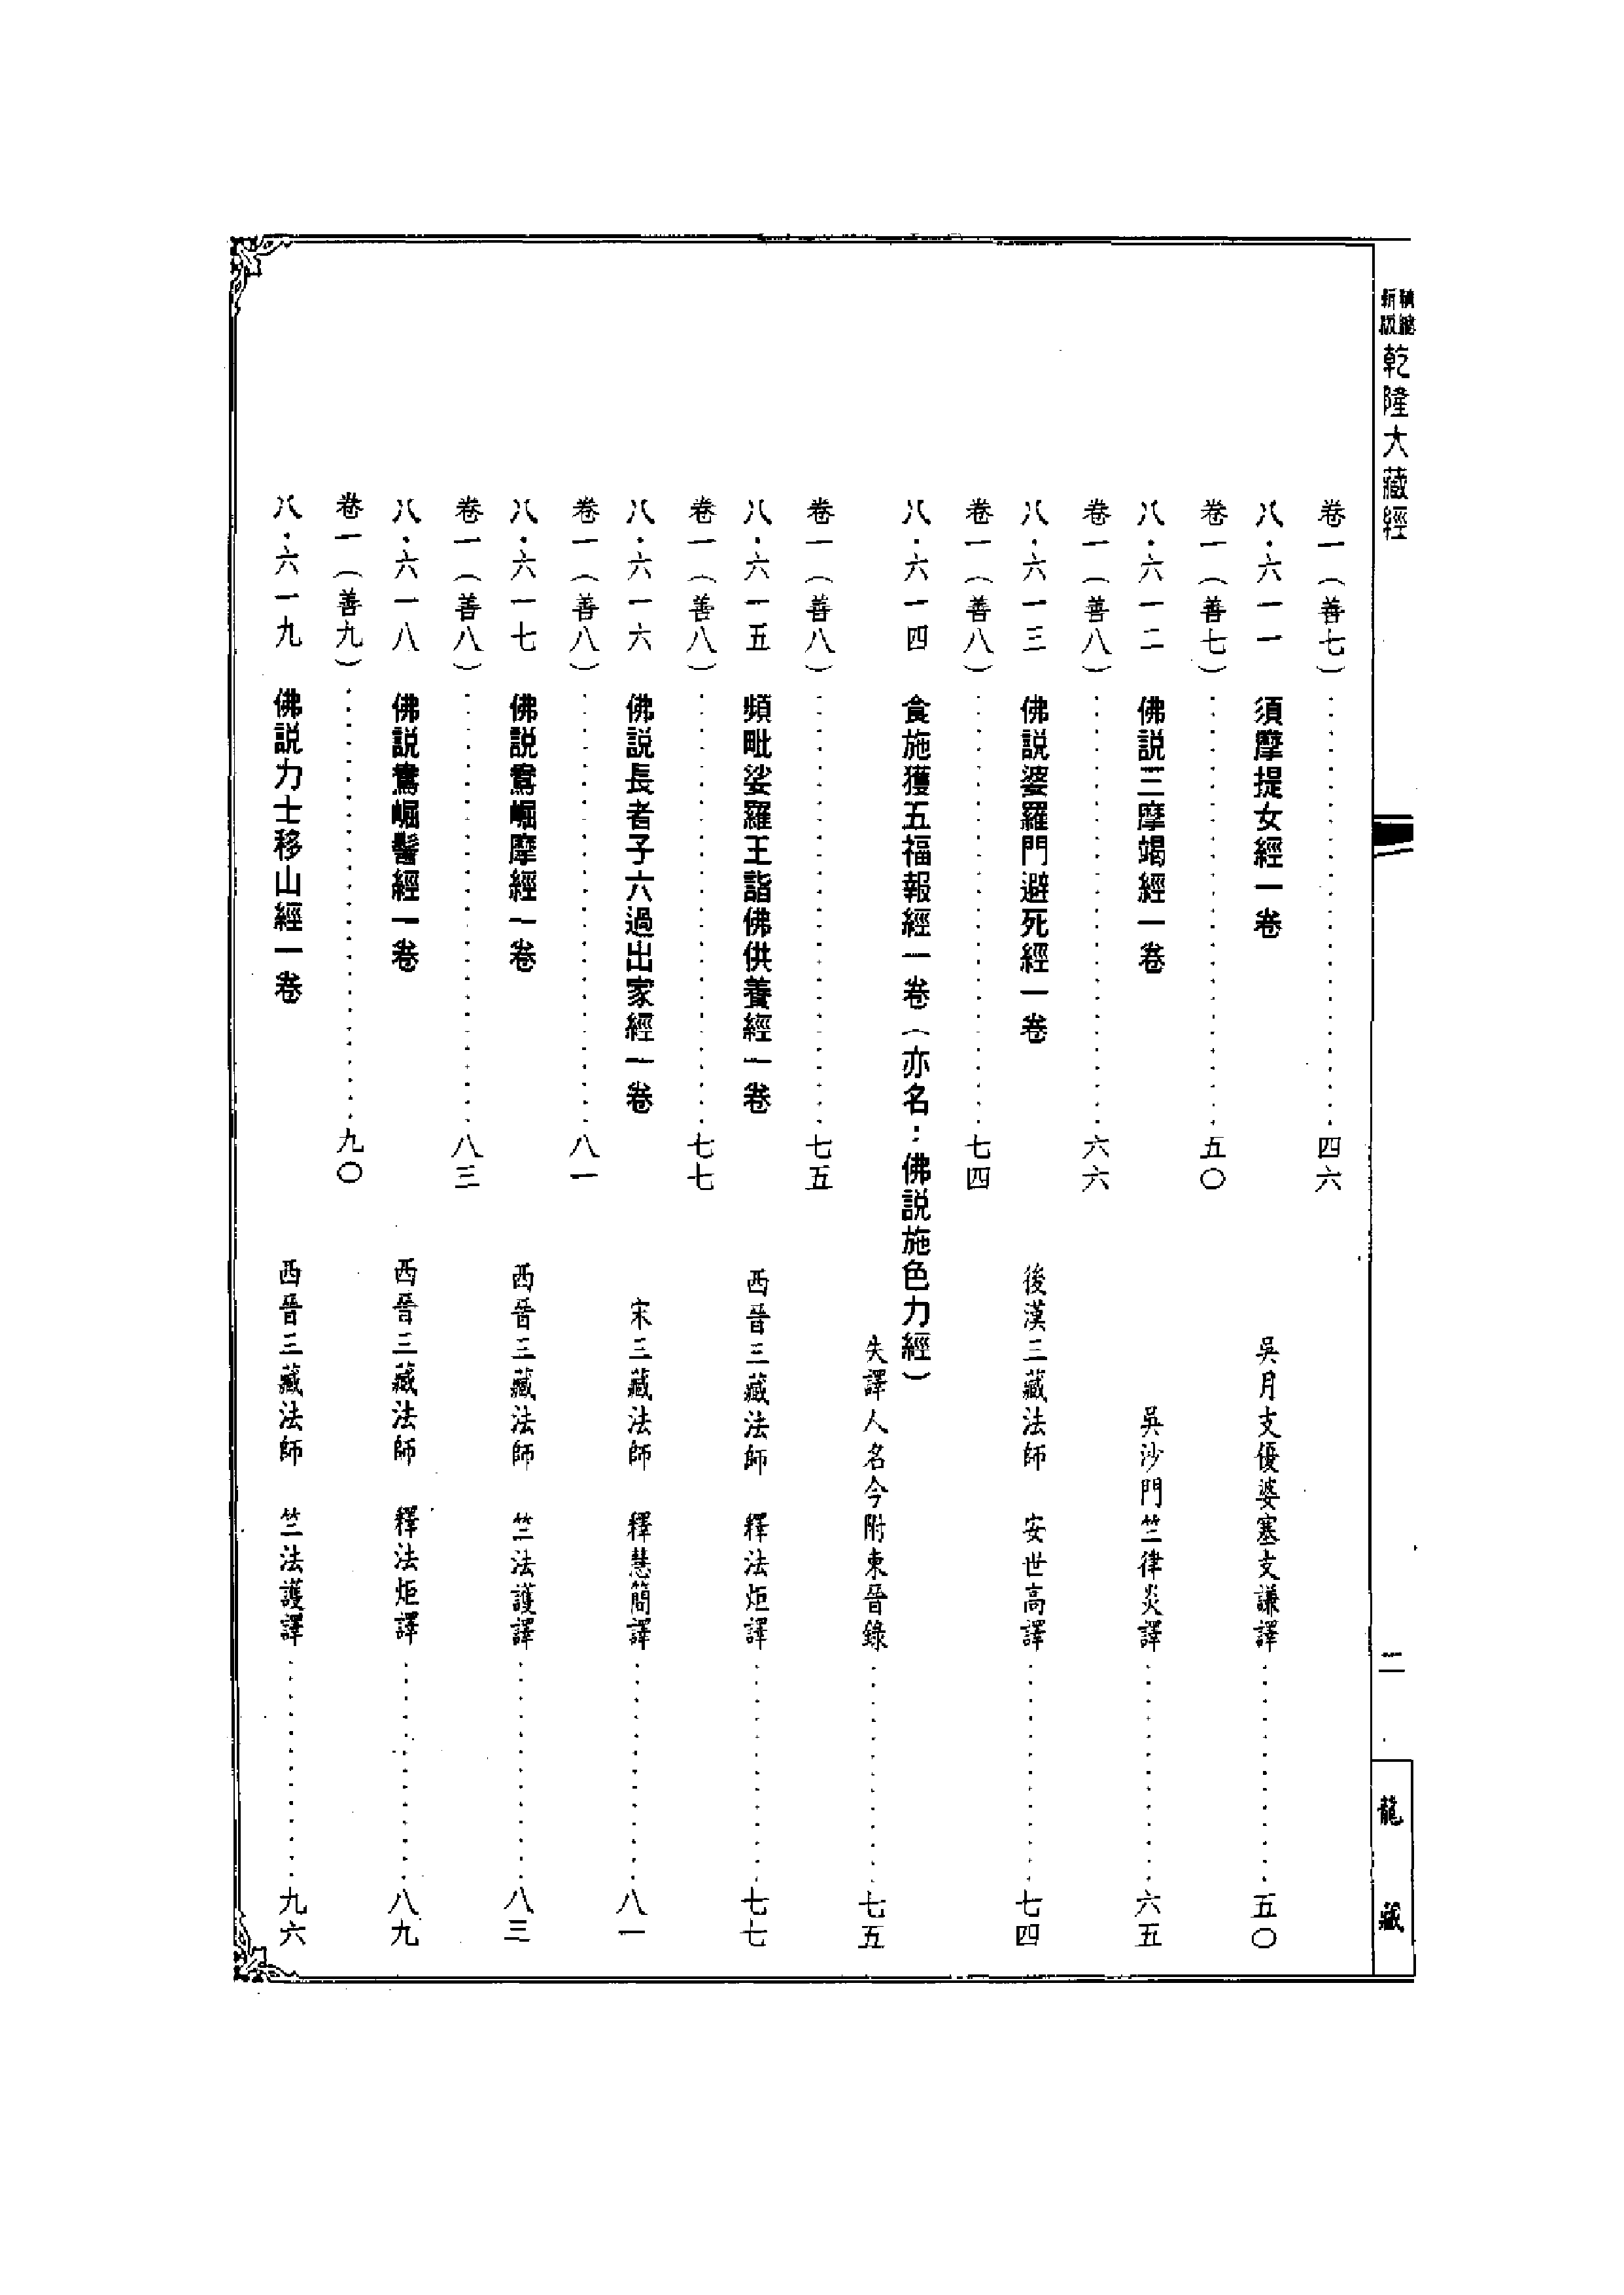 新版 精縮 乾隆大藏經
二
龍藏
卷一(善七)……四六
八·六一一 須摩提女經一卷 吳月支優婆塞支謙譯……五〇
卷一(善七)……五〇
八·六一二 佛説三摩竭經一卷 吳沙門竺律炎譯……六五
卷一(善八)……六六
八·六一三 佛説婆羅門避死經一卷 後漢三藏法師 安世高譯……七四
卷一(善八)……七四
八·六一四 食施獲五福報經一卷(亦名:佛説施色力經)
失譯人名今附東晉錄……七五
卷一(善八)……七五
八·六一五 頻毗娑羅王詣佛供養經一卷 西晉三藏法師 釋法炬譯……七七
卷一(善八)……七七
八·六一六 佛説長者子六過出家經一卷 宋三藏法師 釋慧簡譯……八一
卷一(善八)……八一
八·六一七 佛説鴦崛摩經一卷 西晉三藏法師 竺法護譯……八三
卷一(善八)……八三
八·六一八 佛説鴦崛髻經一卷 西晉三藏法師 釋法炬譯……八九
卷一(善九)……九〇
八·六一九 佛説力士移山經一卷 西晉三藏法師 竺法護譯……九六